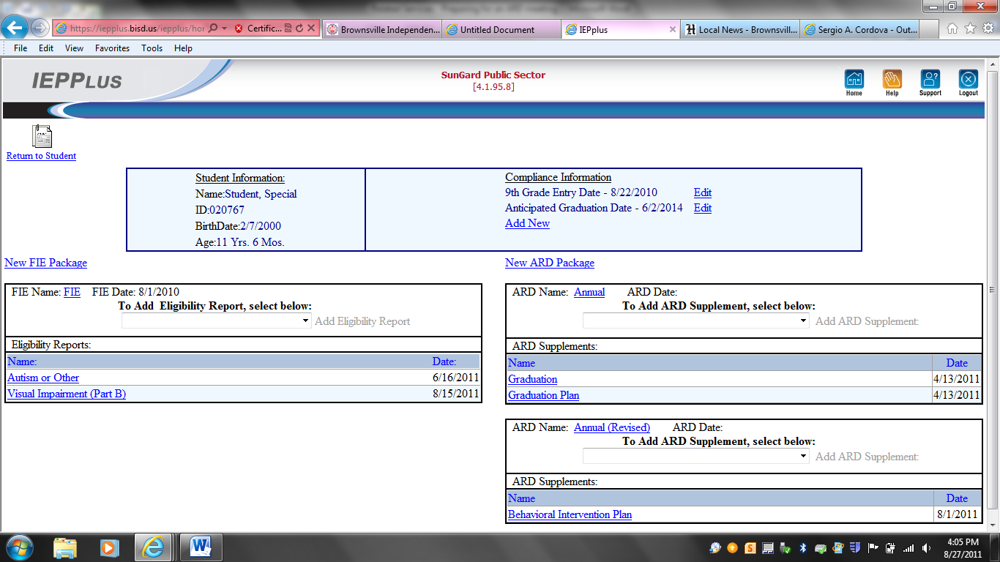 https://iepplus.bisd.us/iepplus/hor
Certific...
Brownsville Independen...
Untitled Document
IEPplus
Local News - Brownsvill...
Sergio A. Cordova - Out...
File Edit View Favorites Tools Help
IEPPLUS
SunGard Public Sector
[4.1.95.8]
Home
Help
Support
Logout
Return to Student
Student Information:
Name:Student, Special
ID:020767
BirthDate:2/7/2000
Age:11 Yrs. 6 Mos.
Compliance Information
9th Grade Entry Date - 8/22/2010 Edit
Anticipated Graduation Date - 6/2/2014 Edit
Add New
New FIE Package
FIE Name: FIE FIE Date: 8/1/2010
To Add Eligibility Report, select below:
Add Eligibility Report
Eligibility Reports:
Name: Date:
Autism or Other 6/16/2011
Visual Impairment (Part B) 8/15/2011
New ARD Package
ARD Name: Annual ARD Date:
To Add ARD Supplement, select below:
Add ARD Supplement:
ARD Supplements:
Name Date
Graduation 4/13/2011
Graduation Plan 4/13/2011
ARD Name: Annual (Revised) ARD Date:
To Add ARD Supplement, select below:
Add ARD Supplement:
ARD Supplements:
Name Date
Behavioral Intervention Plan 8/1/2011
4:05 PM
8/27/2011